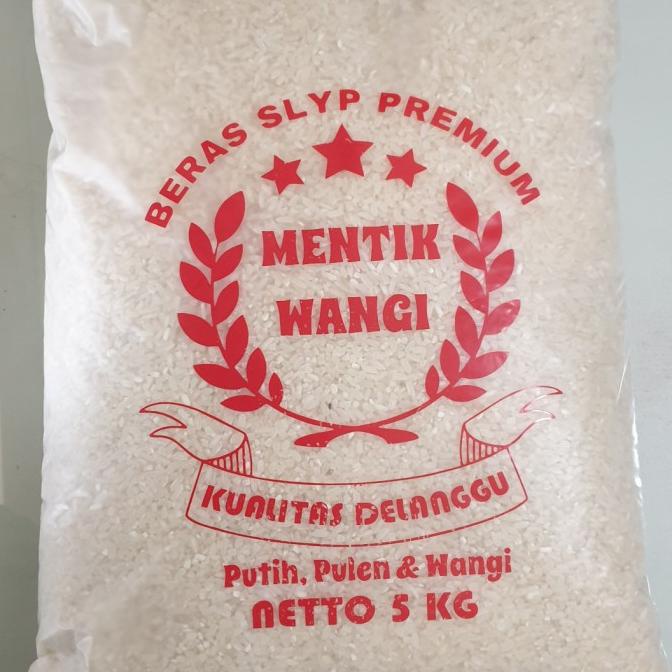 BERAS SLYP PREMIUM
MENTIK
WANGI
KUALITAS DELANGGU
Putih, Pulen & Wangi
NETTO 5 KG